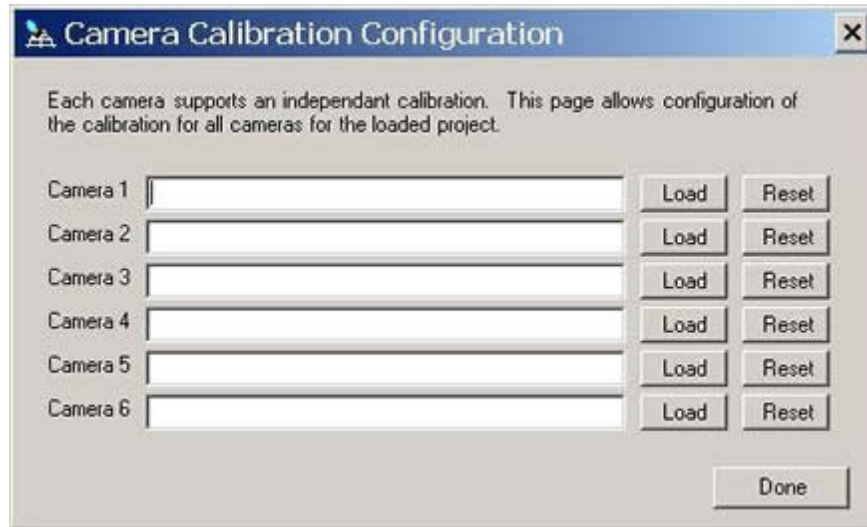 Camera Calibration Configuration
Each camera supports an independant calibration. This page allows configuration of
the calibration for all cameras for the loaded project.
Camera 1 Load Reset
Camera 2 Load Reset
Camera 3 Load Reset
Camera 4 Load Reset
Camera 5 Load Reset
Camera 6 Load Reset
Done